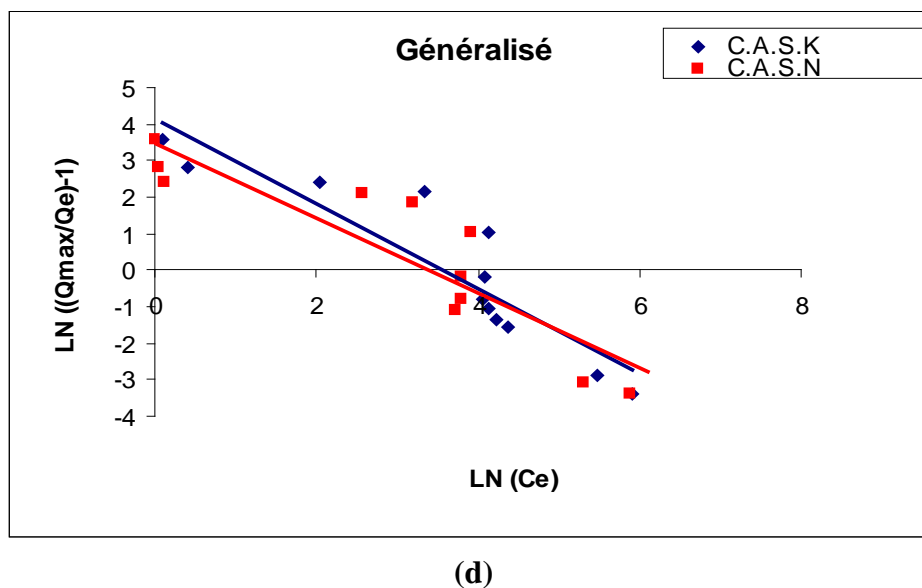 Généralisé
C.A.S.K
C.A.S.N
5
4
3
2
1
0
-1
-2
-3
-4
0 2 4 6 8
LN ((Qmax/Qe)-1)
LN (Ce)
(d)